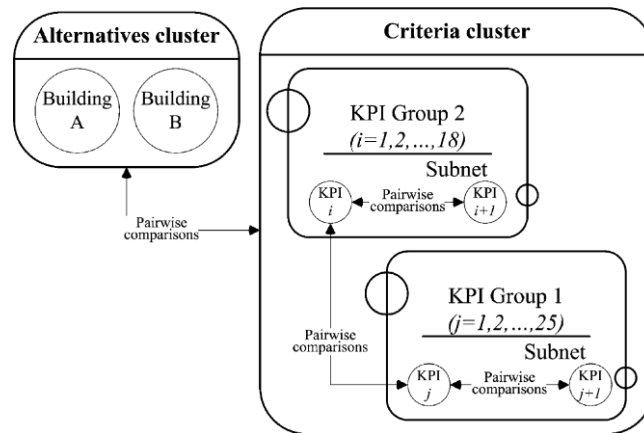 Alternatives cluster
Building
A
Building
B
Pairwise
comparisons
Criteria cluster
KPI Group 2
(i=1,2,...,18)
Subnet
KPI
i
Pairwise
comparisons
KPI
i+1
Pairwise
comparisons
KPI Group 1
(j=1,2,...,25)
Subnet
KPI
j
Pairwise
comparisons
KPI
j+1